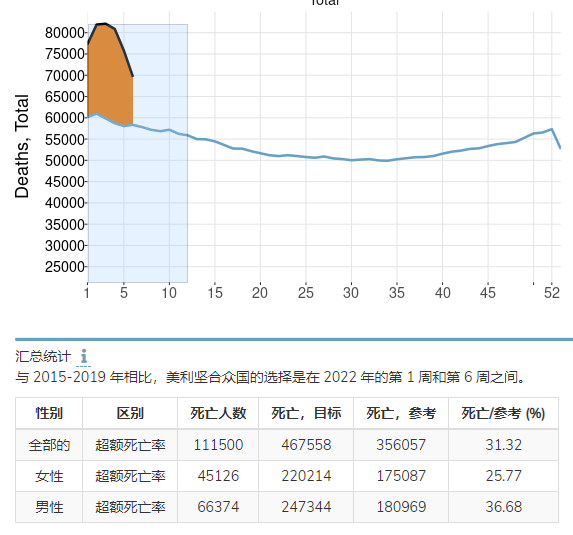 Total
80000
75000
70000
65000
60000
55000
50000
45000
40000
35000
30000
25000
Deaths, Total
1 5 10 15 20 25 30 35 40 45 52
汇总统计 i
与 2015-2019 年相比，美利坚合众国的选择是在 2022 年的第 1 周和第 6 周之间。
性别 区别 死亡人数 死亡，目标 死亡，参考 死亡/参考 (%)
全部的 超额死亡率 111500 467558 356057 31.32
女性 超额死亡率 45126 220214 175087 25.77
男性 超额死亡率 66374 247344 180969 36.68